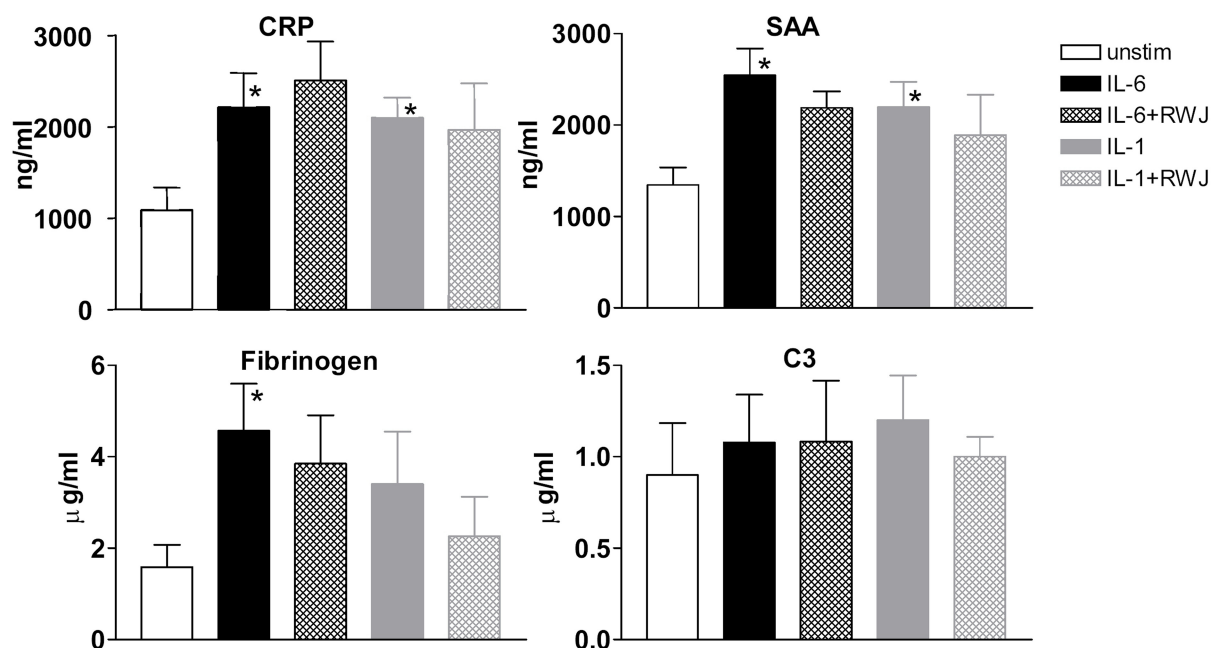 CRP
3000
2000
1000
0
ng/ml
*
*
SAA
3000
2000
1000
0
ng/ml
*
*
unstim
IL-6
IL-6+RWJ
IL-1
IL-1+RWJ
Fibrinogen
6
4
2
0
μ g/ml
*
C3
1.5
1.0
0.5
0.0
μ g/ml